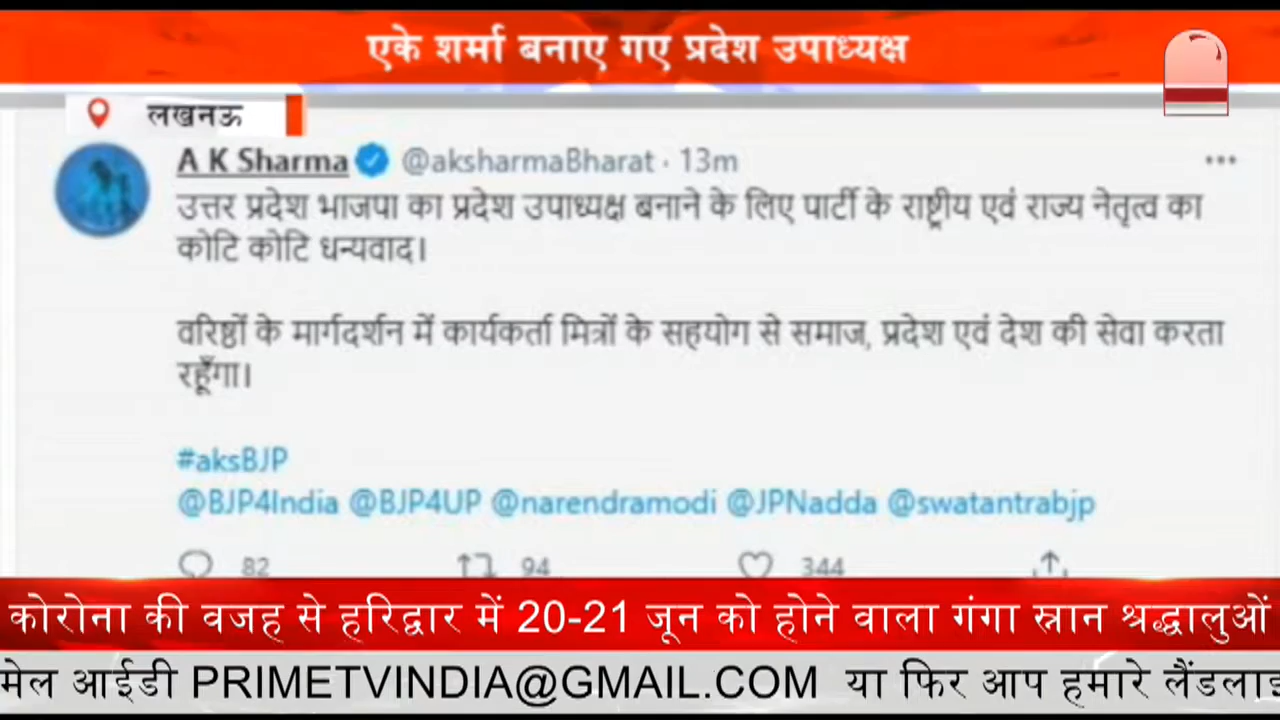 एके शर्मा बनाए गए प्रदेश उपाध्यक्ष
लखनऊ
A K Sharma @aksharmaBharat · 13m
उत्तर प्रदेश भाजपा का प्रदेश उपाध्यक्ष बनाने के लिए पार्टी के राष्ट्रीय एवं राज्य नेतृत्व का
कोटि कोटि धन्यवाद।
वरिष्ठों के मार्गदर्शन में कार्यकर्ता मित्रों के सहयोग से समाज, प्रदेश एवं देश की सेवा करता
रहूँगा।
#aksBJP
@BJP4India @BJP4UP @narendramodi @JPNadda @swatantrabjp
82 94 344
कोरोना की वजह से हरिद्वार में 20-21 जून को होने वाला गंगा स्नान श्रद्धालुओं
मेल आईडी PRIMETVINDIA@GMAIL.COM या फिर आप हमारे लैंडलाइ